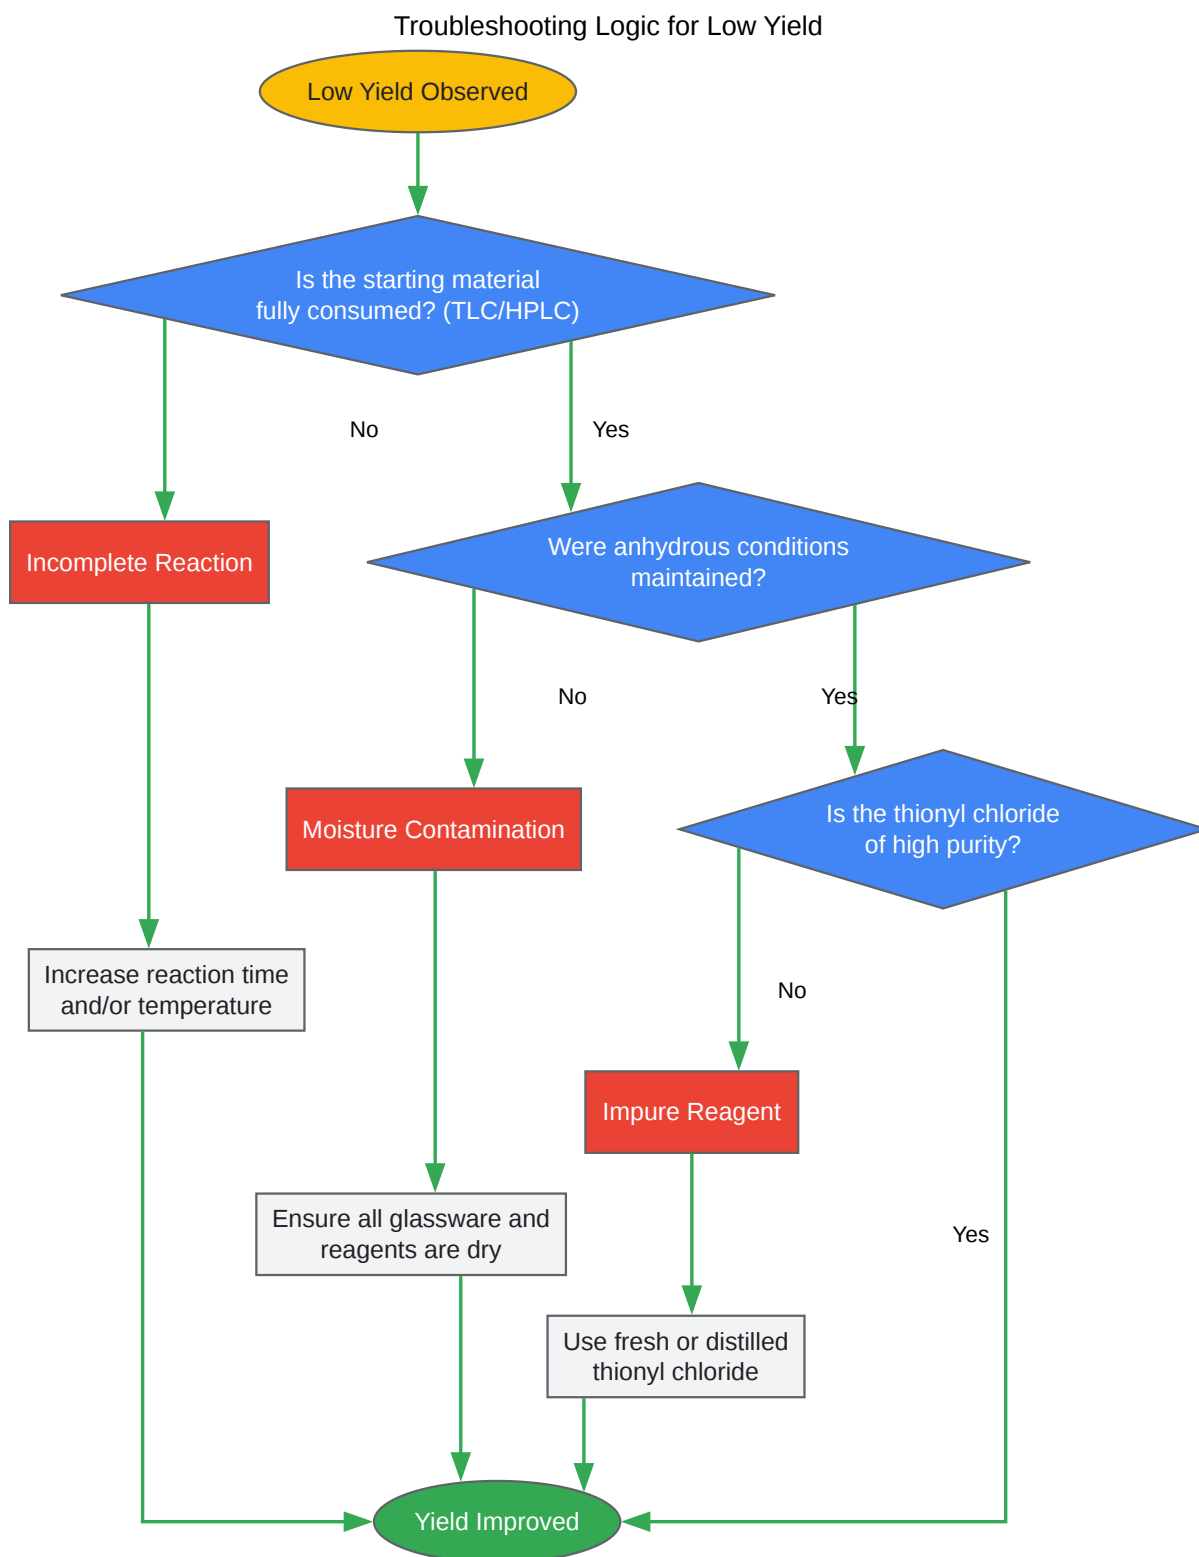 Troubleshooting Logic for Low Yield
Low Yield Observed
Is the starting material
fully consumed? (TLC/HPLC)
No
Yes
Incomplete Reaction
Were anhydrous conditions
maintained?
No
Yes
Moisture Contamination
Is the thionyl chloride
of high purity?
Increase reaction time
and/or temperature
No
Impure Reagent
Ensure all glassware and
reagents are dry
Yes
Use fresh or distilled
thionyl chloride
Yield Improved